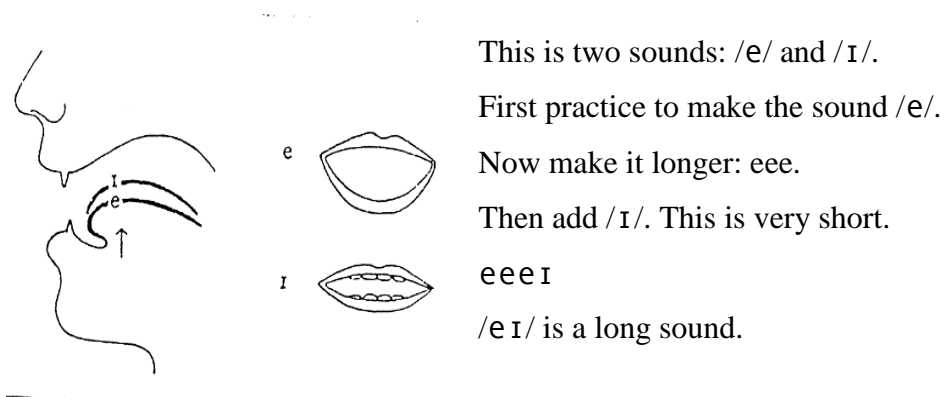 This is two sounds: /e/ and /ɪ/.
First practice to make the sound /e/.
Now make it longer: eee.
Then add /ɪ/. This is very short.
eeeɪ
/eɪ/ is a long sound.
ɪ
e
e
ɪ